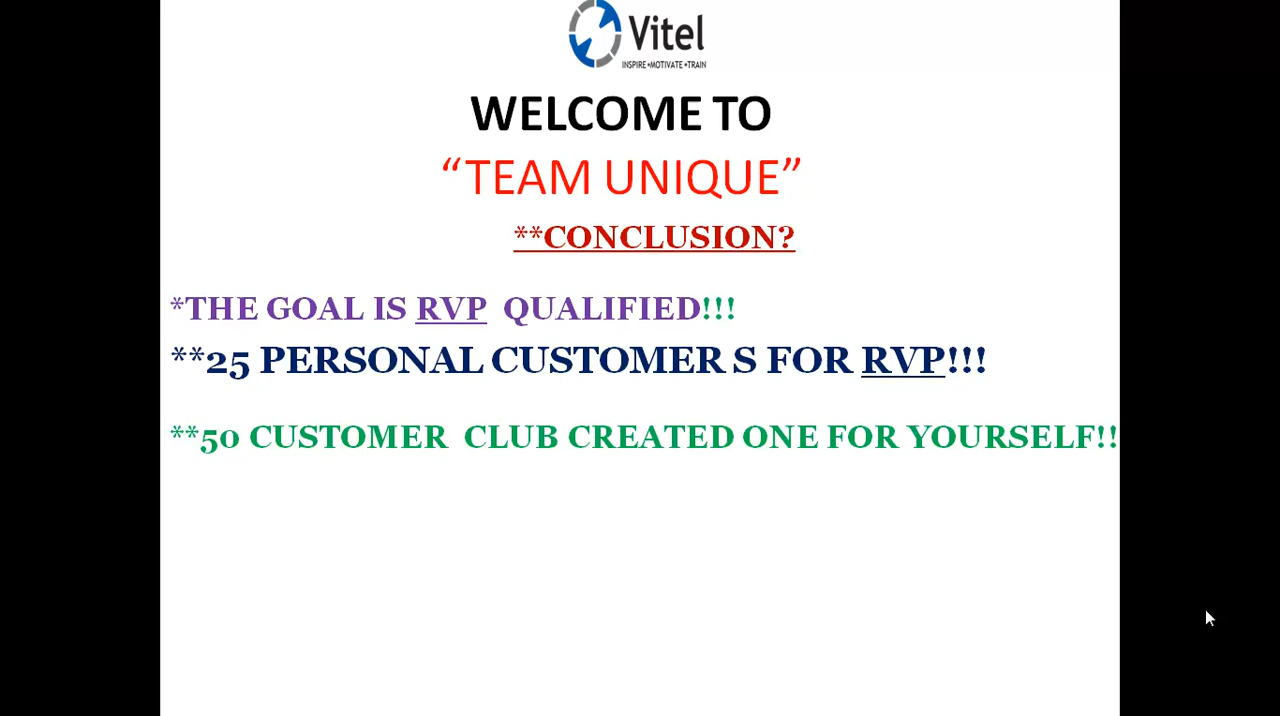 Vitel
INSPIRE •MOTIVATE •TRAIN
WELCOME TO
“TEAM UNIQUE”
**CONCLUSION?
*THE GOAL IS RVP QUALIFIED!!!
**25 PERSONAL CUSTOMER S FOR RVP!!!
**50 CUSTOMER CLUB CREATED ONE FOR YOURSELF!!